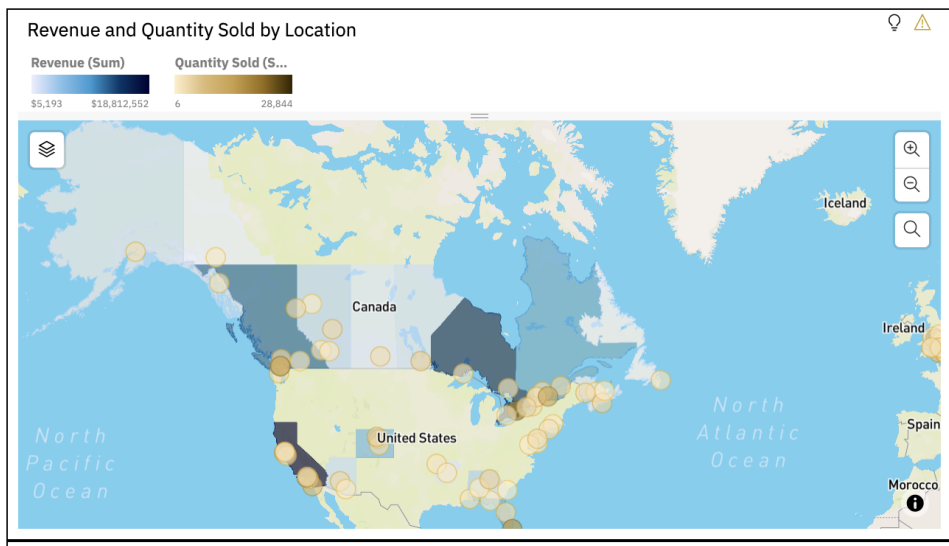 Revenue and Quantity Sold by Location
Revenue (Sum)
$5,193 $18,812,552
Quantity Sold (S...
6 28,844
Iceland
Canada
Ireland
North
Atlantic
Ocean
Spain
United States
North
Pacific
Ocean
Morocco